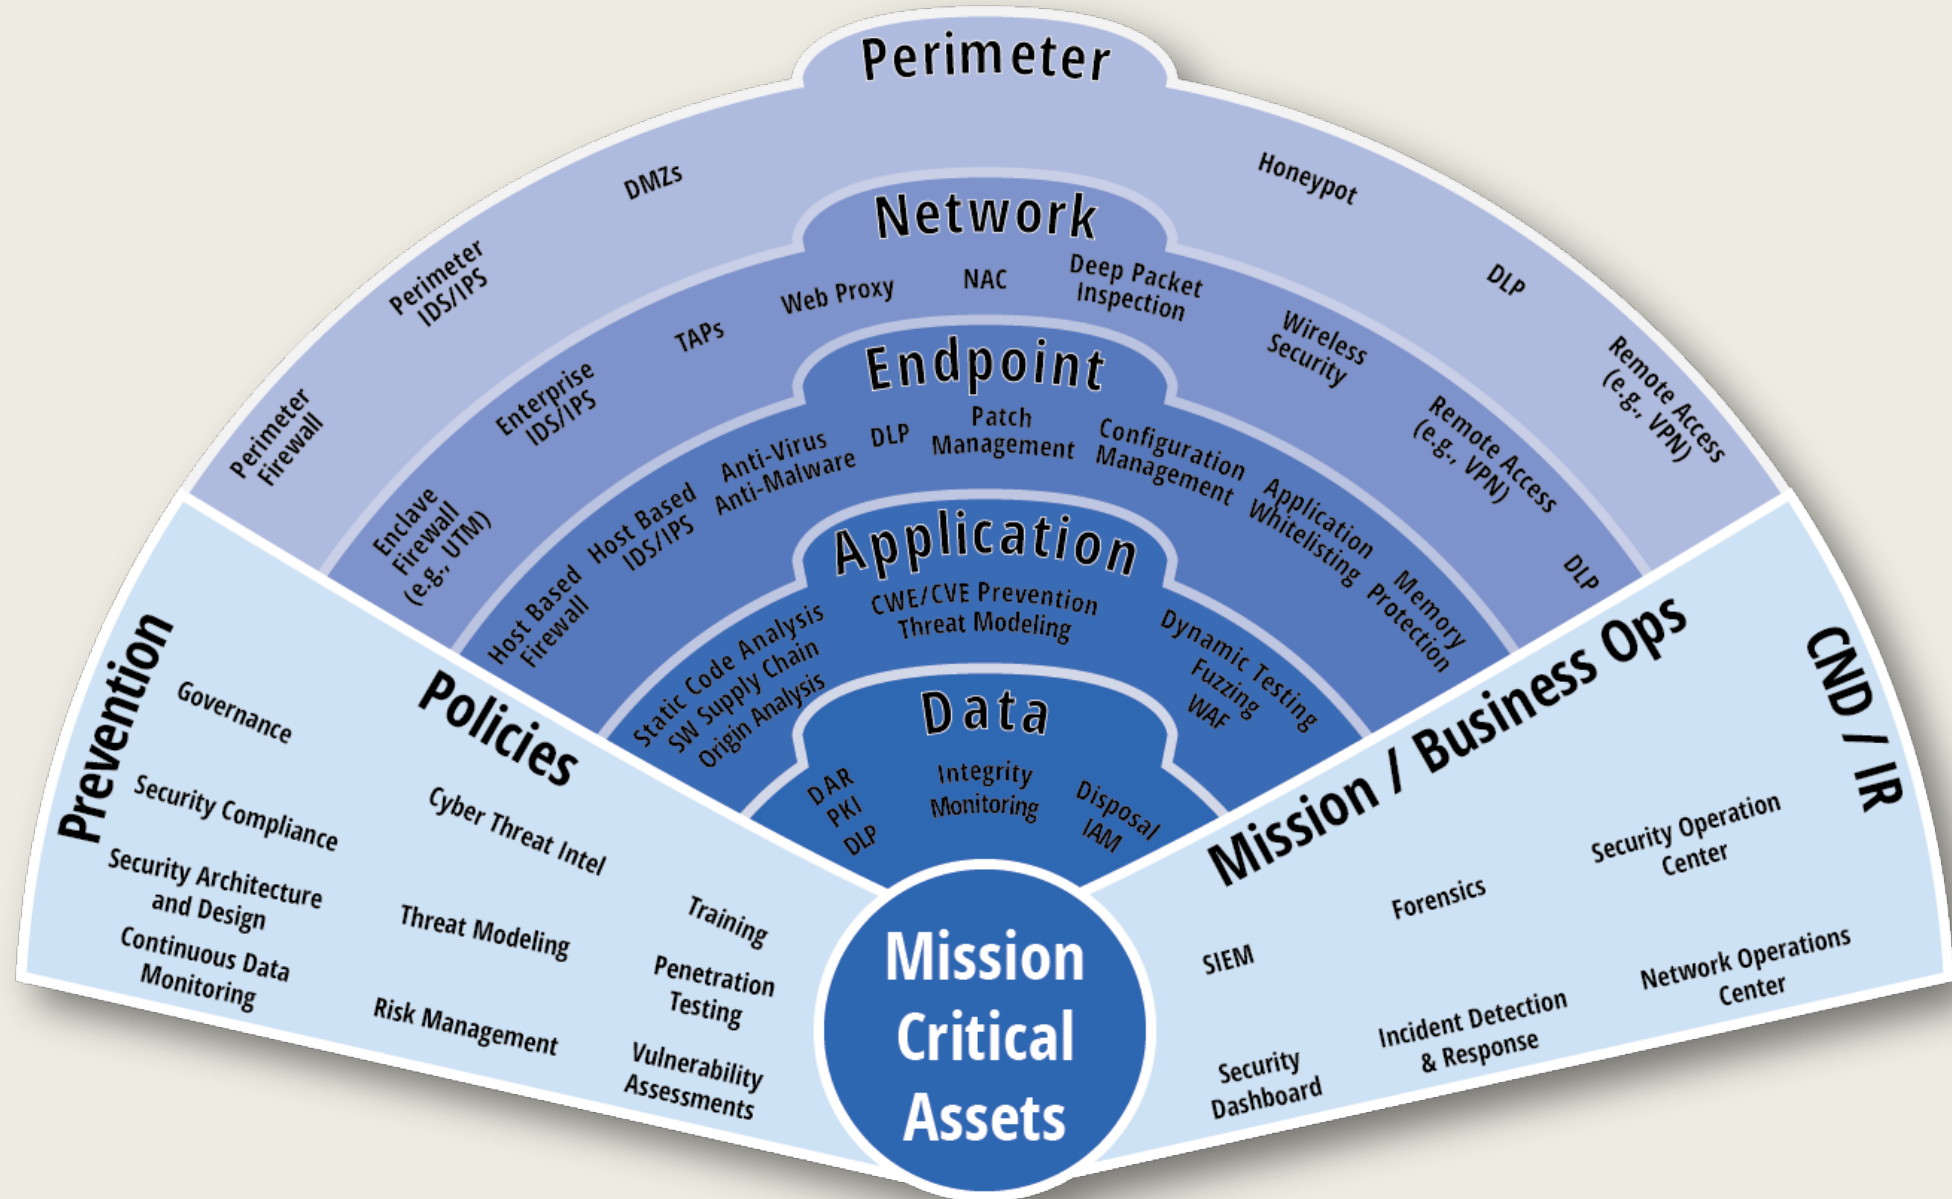 Perimeter
Perimeter
Firewall
Perimeter
IDS/IPS
DMZs
Honeypot
DLP
Remote Access
(e.g., VPN)
Network
Enclave
Firewall
(e.g., UTM)
Enterprise
IDS/IPS
TAPs
Web Proxy
NAC
Deep Packet
Inspection
Wireless
Security
Remote Access
(e.g., VPN)
DLP
Endpoint
Host Based
Firewall
Host Based
IDS/IPS
Anti-Virus
Anti-Malware
DLP
Patch
Management
Configuration
Management
Application
Whitelisting
Memory
Protection
Application
Static Code Analysis
SW Supply Chain
Origin Analysis
CWE/CVE Prevention
Threat Modeling
Dynamic Testing
Fuzzing
WAF
Data
DAR
PKI
DLP
Integrity
Monitoring
Disposal
IAM
Prevention
Policies
Governance
Security Compliance
Security Architecture
and Design
Continuous Data
Monitoring
Cyber Threat Intel
Threat Modeling
Risk Management
Training
Penetration
Testing
Vulnerability
Assessments
Mission
Critical
Assets
Mission / Business Ops
CND / IR
SIEM
Forensics
Security Operation
Center
Security
Dashboard
Incident Detection
& Response
Network Operations
Center